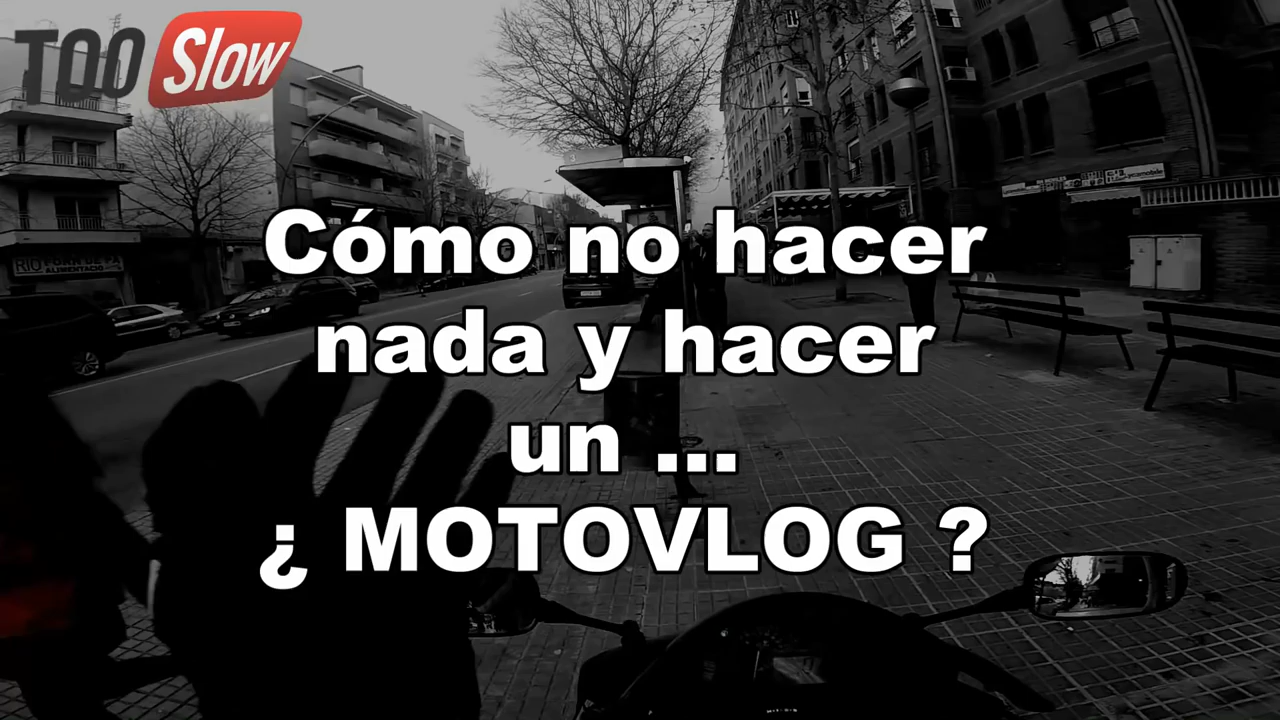 TOO Slow
Cómo no hacer
nada y hacer
un ...
¿ MOTOVLOG ?